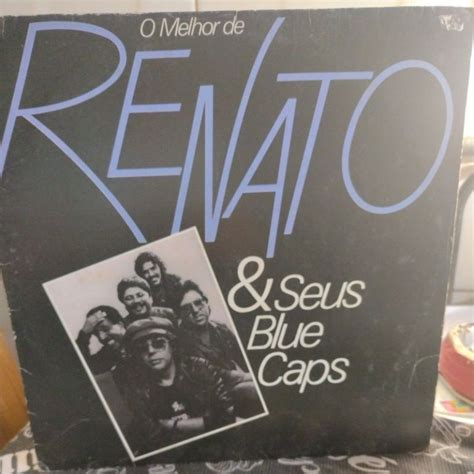 O Melhor de
RENATO
& Seus
Blue
Caps